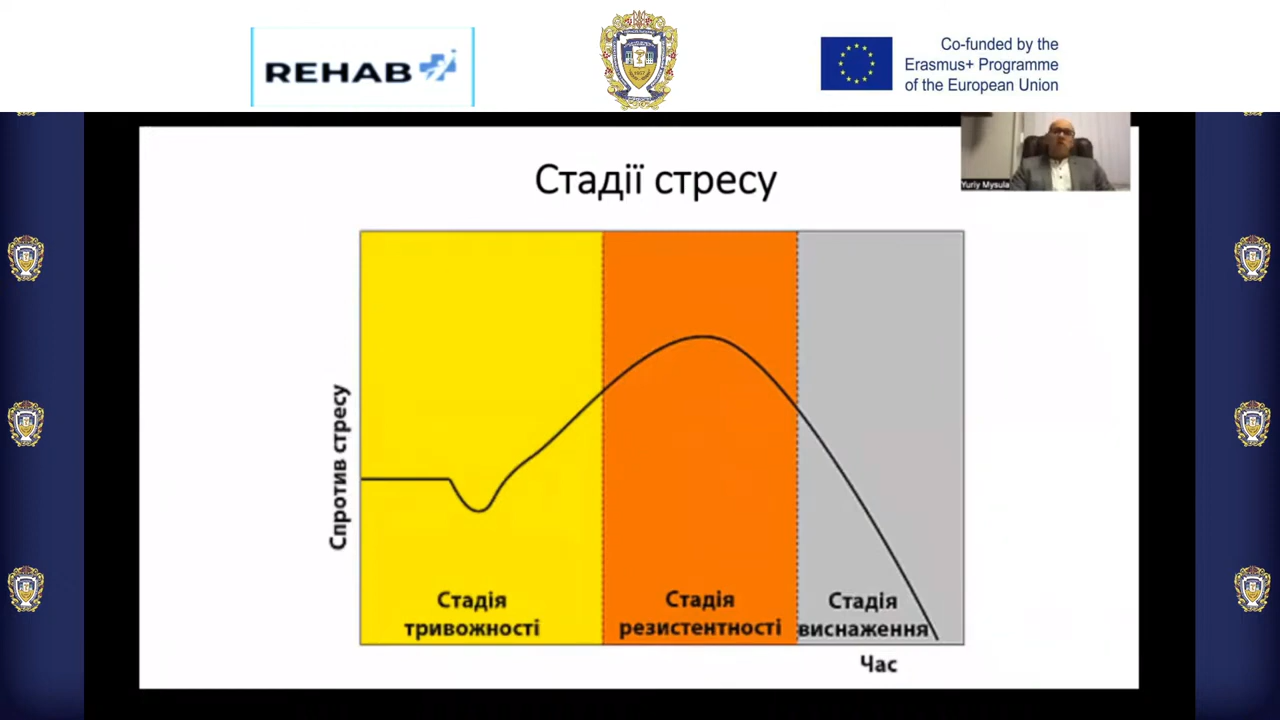 REHAB
Co-funded by the
Erasmus+ Programme
of the European Union
Стадії стресу
Yuriy Mysula
Спротив стресу
Стадія
тривожності
Стадія
резистентності
Стадія
виснаження
Час